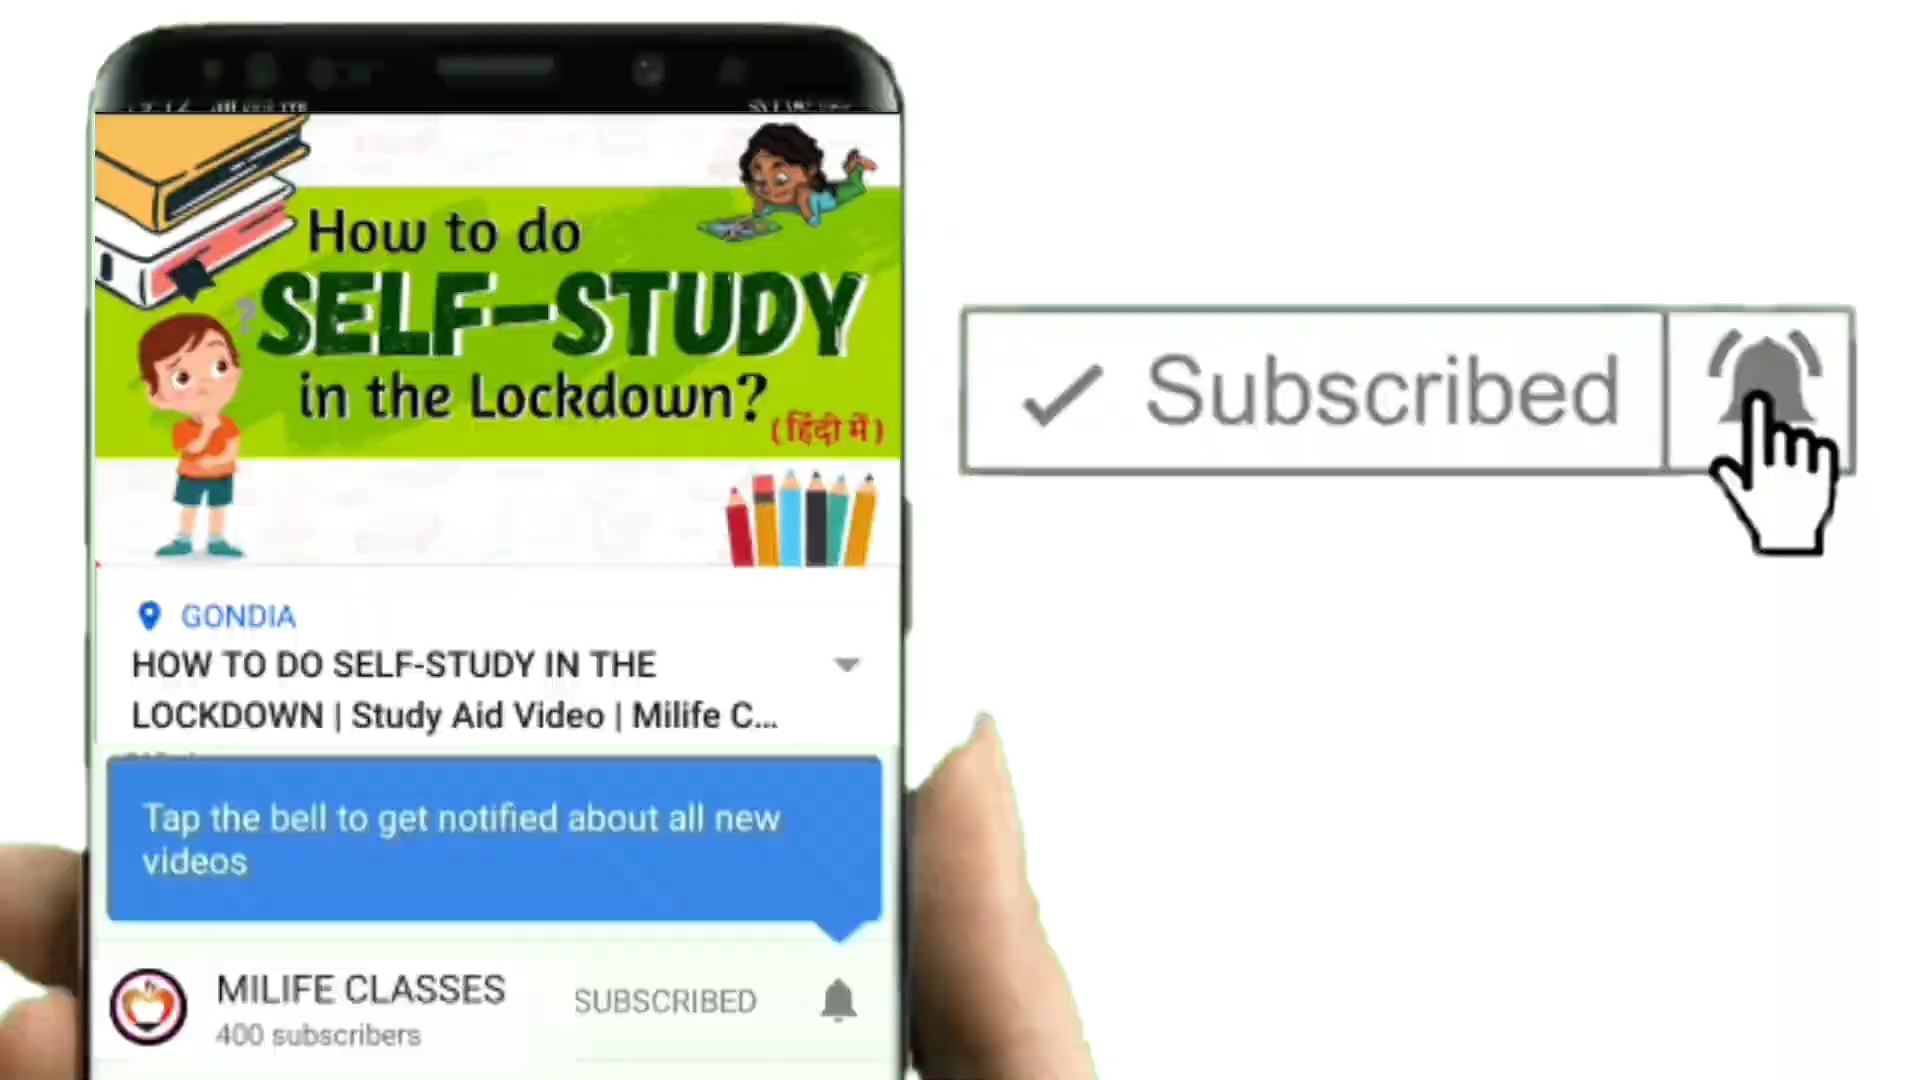 How to do
SELF-STUDY
in the Lockdown?
(हिंदी में)
GONDIA
HOW TO DO SELF-STUDY IN THE
LOCKDOWN | Study Aid Video | Milife C...
Tap the bell to get notified about all new
videos
MILIFE CLASSES
400 subscribers
SUBSCRIBED
Subscribed